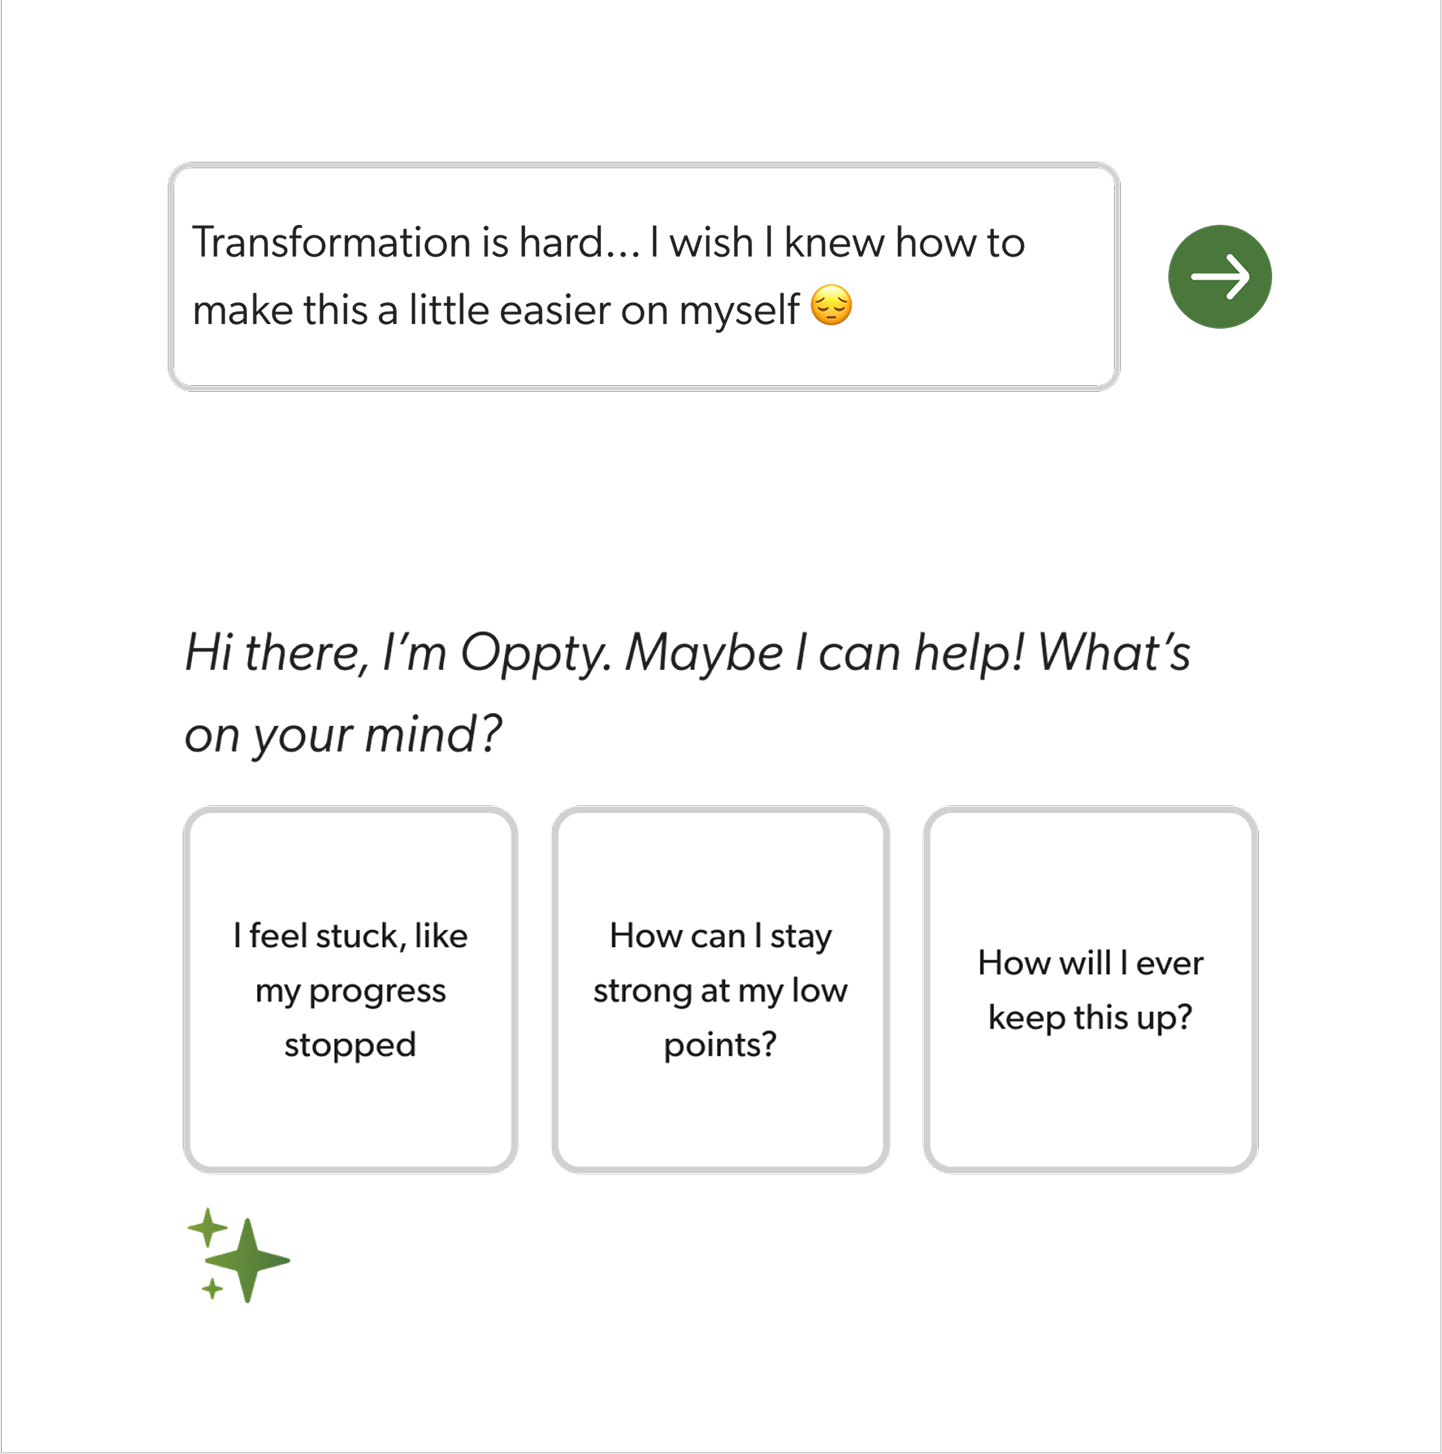 Transformation is hard... I wish I knew how to
make this a little easier on myself 😔
Hi there, I’m Oppty. Maybe I can help! What’s
on your mind?
I feel stuck, like
my progress
stopped
How can I stay
strong at my low
points?
How will I ever
keep this up?